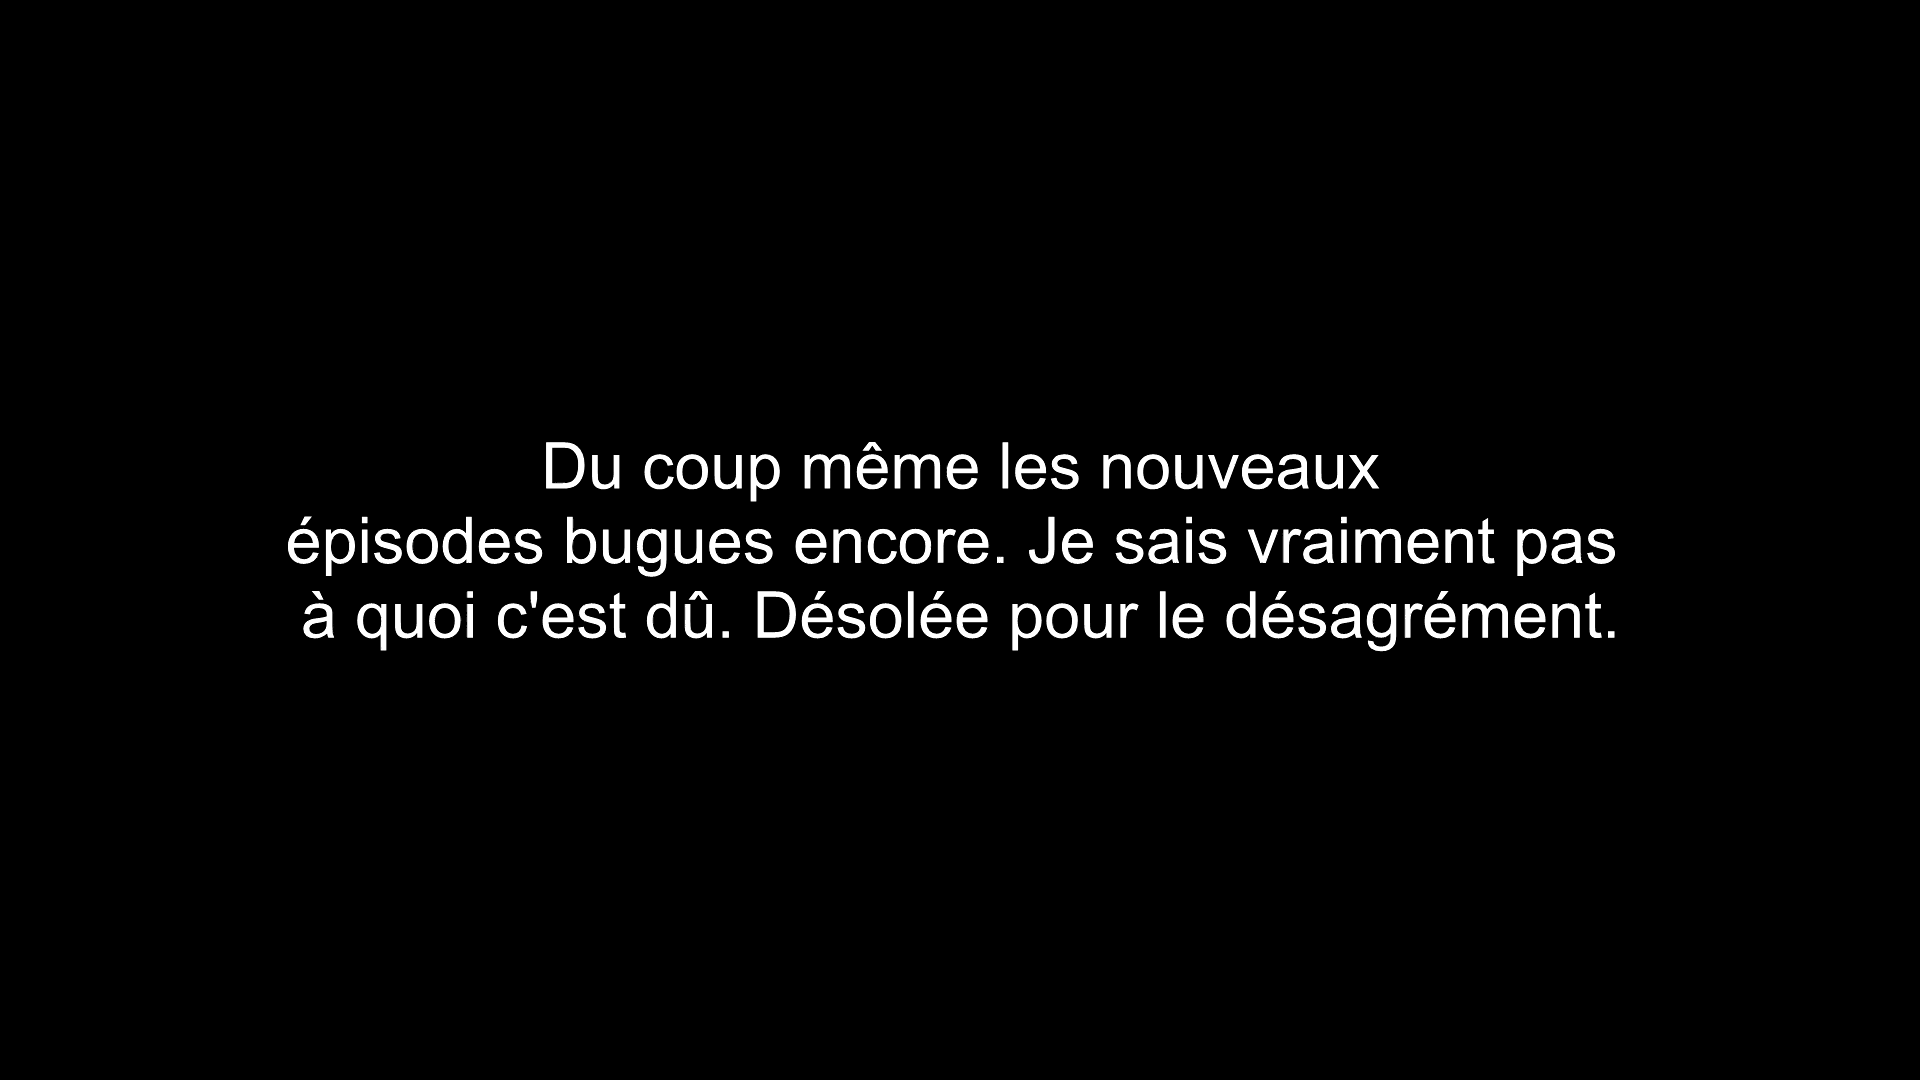 Du coup même les nouveaux
épisodes bugues encore. Je sais vraiment pas
à quoi c'est dû. Désolée pour le désagrément.